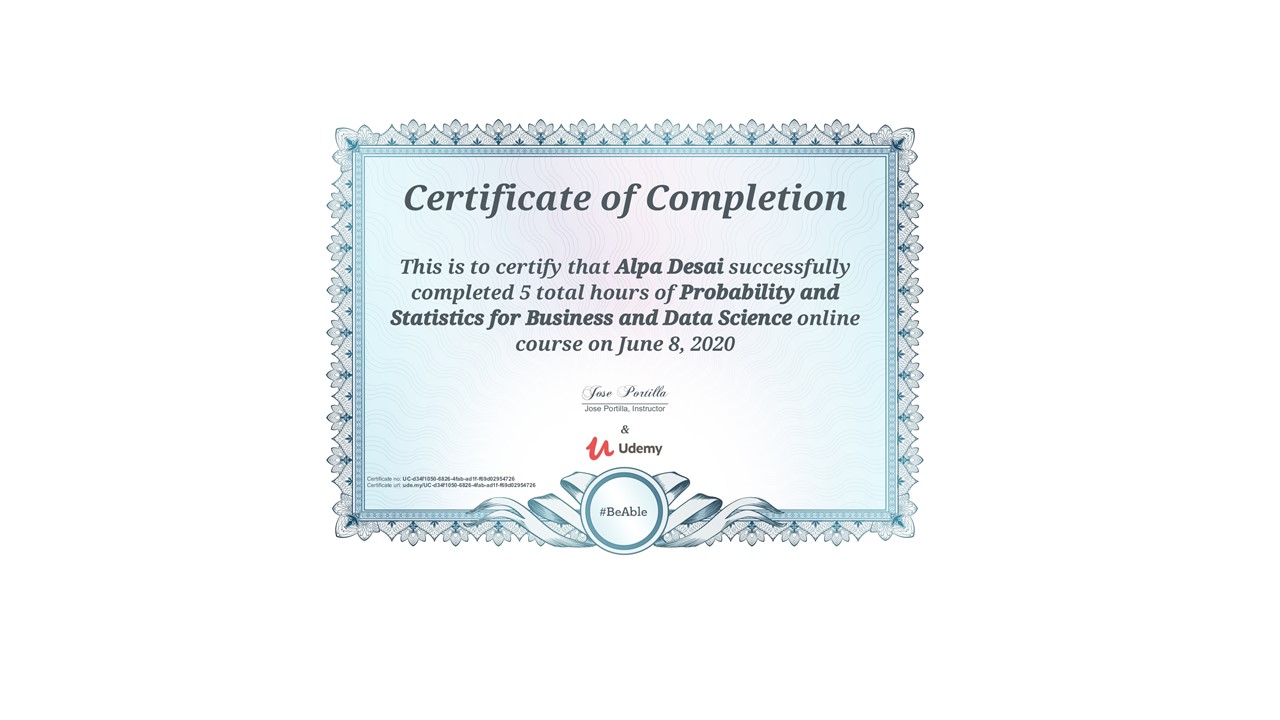 Certificate of Completion
This is to certify that Alpa Desai successfully
completed 5 total hours of Probability and
Statistics for Business and Data Science online
course on June 8, 2020
Jose Portilla
Jose Portilla, Instructor
&
Udemy
Certificate no: UC-d34f1050-6826-4fab-ad1f-f69d02954726
Certificate url: ude.my/UC-d34f1050-6826-4fab-ad1f-f69d02954726
#BeAble